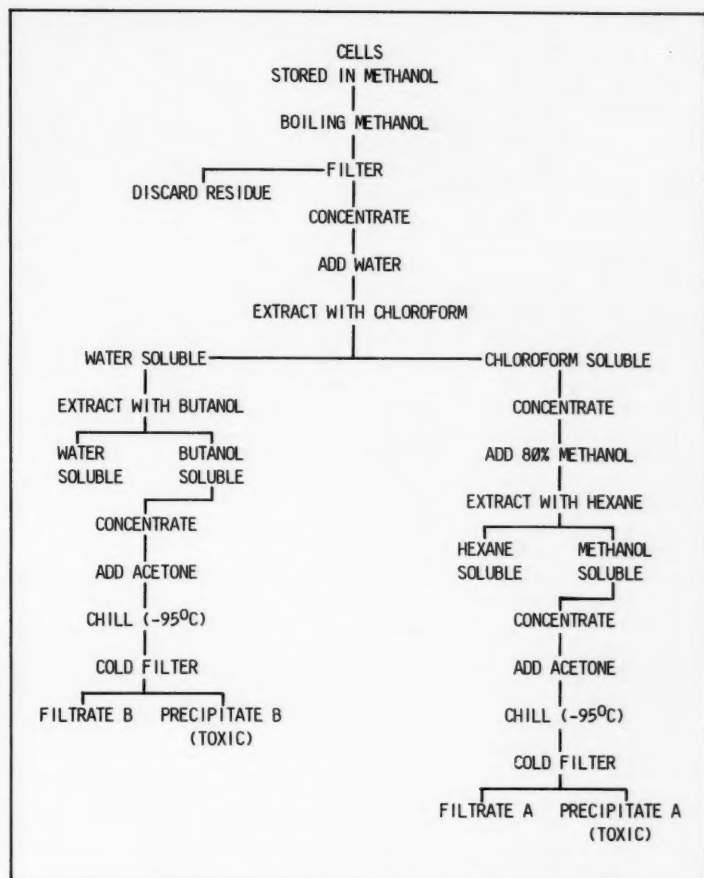 CELLS
STORED IN METHANOL
BOILING METHANOL
FILTER
DISCARD RESIDUE
CONCENTRATE
ADD WATER
EXTRACT WITH CHLOROFORM
WATER SOLUBLE
EXTRACT WITH BUTANOL
WATER
SOLUBLE
BUTANOL
SOLUBLE
CONCENTRATE
ADD ACETONE
CHILL (-95⁰C)
COLD FILTER
FILTRATE B
PRECIPITATE B
(TOXIC)
CHLOROFORM SOLUBLE
CONCENTRATE
ADD 80% METHANOL
EXTRACT WITH HEXANE
HEXANE
SOLUBLE
METHANOL
SOLUBLE
CONCENTRATE
ADD ACETONE
CHILL (-95⁰C)
COLD FILTER
FILTRATE A
PRECIPITATE A
(TOXIC)